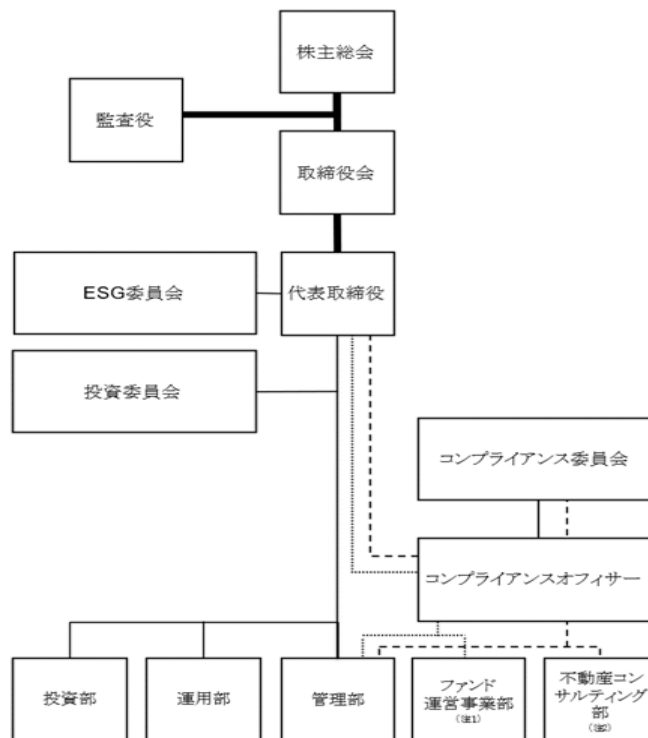 株主総会
監査役
取締役会
ESG委員会
代表取締役
投資委員会
コンプライアンス委員会
コンプライアンスオフィサー
投資部
運用部
管理部
ファンド
運営事業部
(注1)
不動産コン
サルティング
部
(注2)